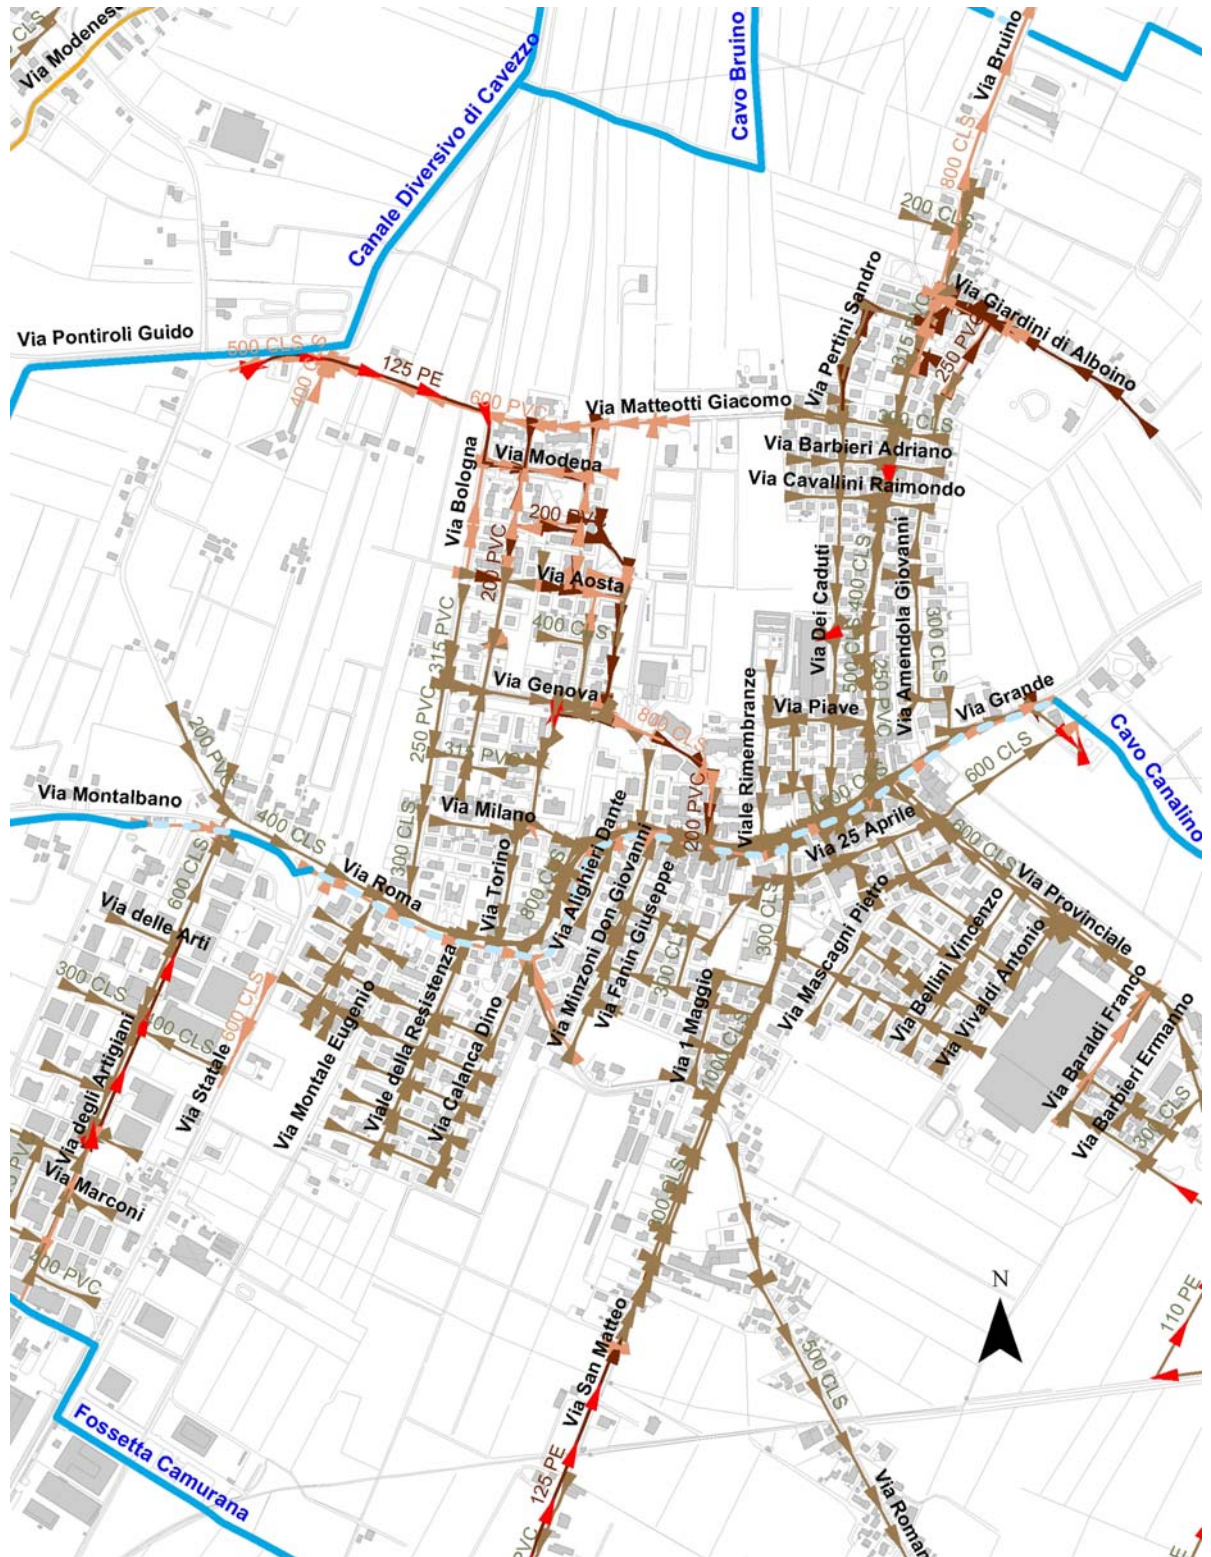 Via Modenese
Canale Diversivo di Cavezzo
Cavo Bruino
Via Bruino
800 CLS
200 CLS
Via Pontiroli Guido
500 CLS
125 PE
600 PVC
Via Matteotti Giacomo
Via Pertini Sandro
315 PVC
Via Giardini di Alboino
250 PVC
Via Barbieri Adriano
Via Cavallini Raimondo
Via Bologna
Via Modena
200 PVC
200 PVC
Via Aosta
400 CLS
315 PVC
Via Genova
250 PVC
315 PVC
800 CLS
200 PVC
Via Dei Caduti
400 CLS
500 CLS
250 PVC
Via Amendola Giovanni
300 CLS
Via Piave
Viale Rimembranze
Via Grande
600 CLS
Cavo Canalino
200 PVC
Via Montalbano
400 CLS
600 CLS
300 CLS
Via Milano
Via Torino
800 CLS
Via Roma
Via Alighieri Dante
Via Minzoni Don Giovanni
Via Fanin Giuseppe
300 CLS
Via 25 Aprile
600 CLS
Via Provinciale
Via Mascagni Pietro
Via Bellini Vincenzo
Via Vivaldi Antonio
Via Baraldi Franco
Via Barbieri Ermanno
300 CLS
Via delle Arti
300 CLS
400 CLS
600 CLS
Via degli Artigiani
Via Statale
Via Marconi
Via Montale Eugenio
Viale della Resistenza
Via Calanca Dino
Via 1 Maggio
1000 CLS
Via San Matteo
125 PE
500 CLS
110 PE
N
Fossetta Camurana